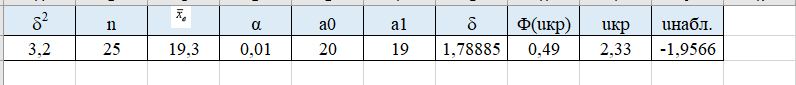 δ² n x̄в α a0 a1 δ Ф(uкр) uкр uнабл.
3,2 25 19,3 0,01 20 19 1,78885 0,49 2,33 -1,9566